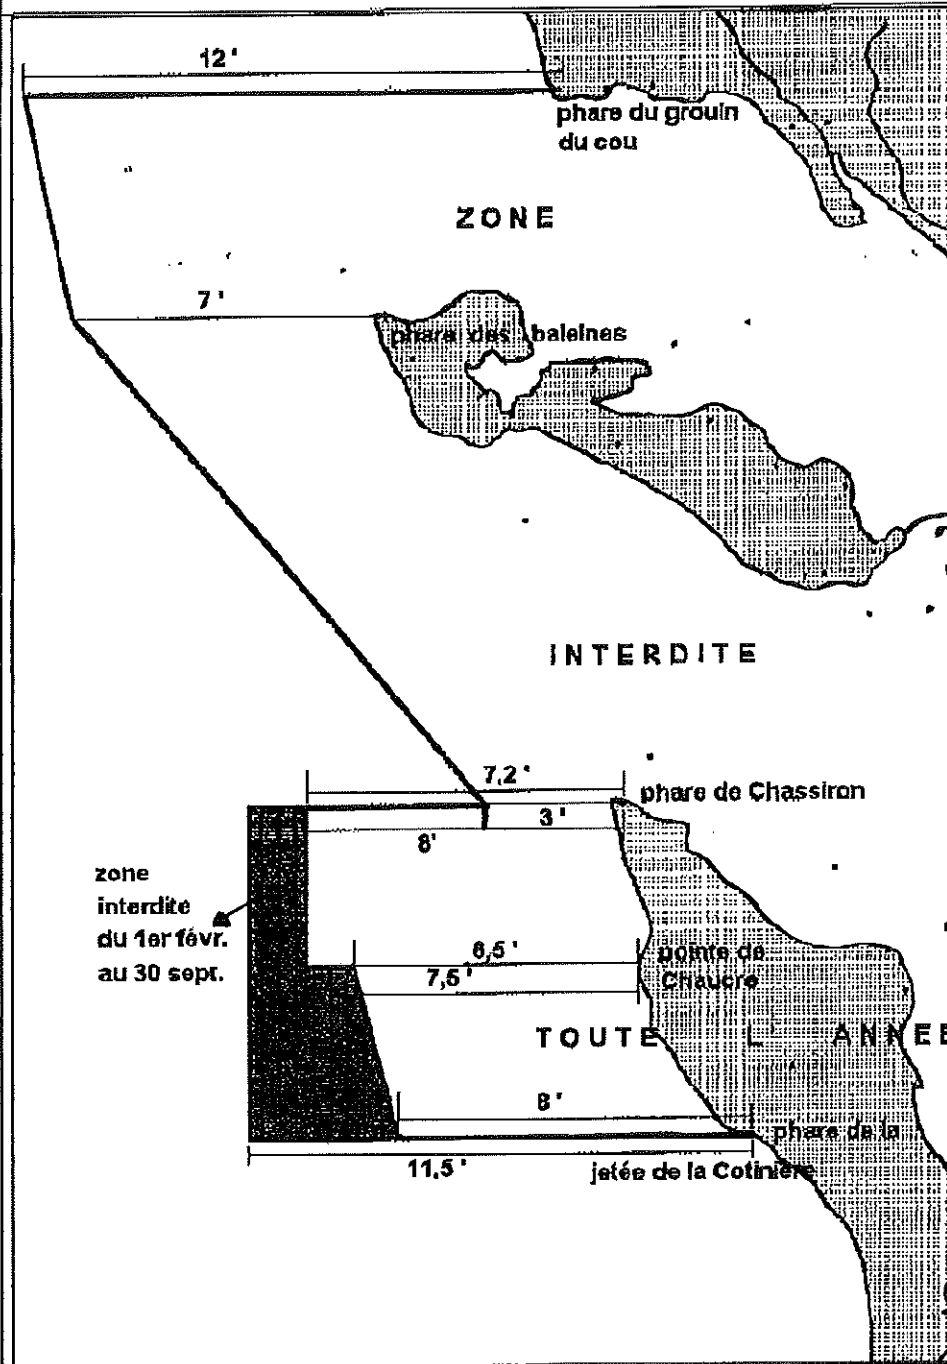 12'
phare du grouin
du cou
ZONE
7'
phare des baleines
INTERDITE
7,2'
phare de Chassiron
3'
8'
zone
interdite
du 1er févr.
au 30 sept.
6,5'
pointe de
7,5'
Chaucre
TOUTE L' ANNEE
8'
phare de la
11,5'
jetée de la Cotinière